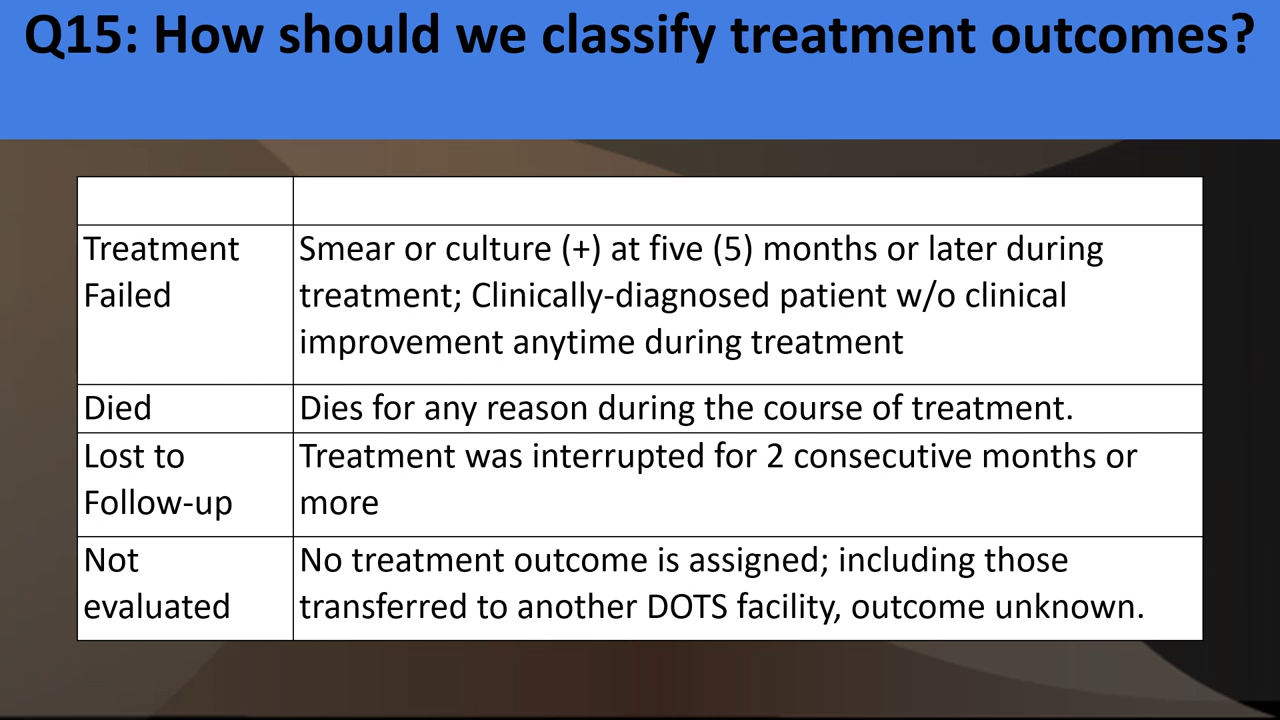 Q15: How should we classify treatment outcomes?
Treatment
Failed
Smear or culture (+) at five (5) months or later during
treatment; Clinically-diagnosed patient w/o clinical
improvement anytime during treatment
Died
Dies for any reason during the course of treatment.
Lost to
Follow-up
Treatment was interrupted for 2 consecutive months or
more
Not
evaluated
No treatment outcome is assigned; including those
transferred to another DOTS facility, outcome unknown.